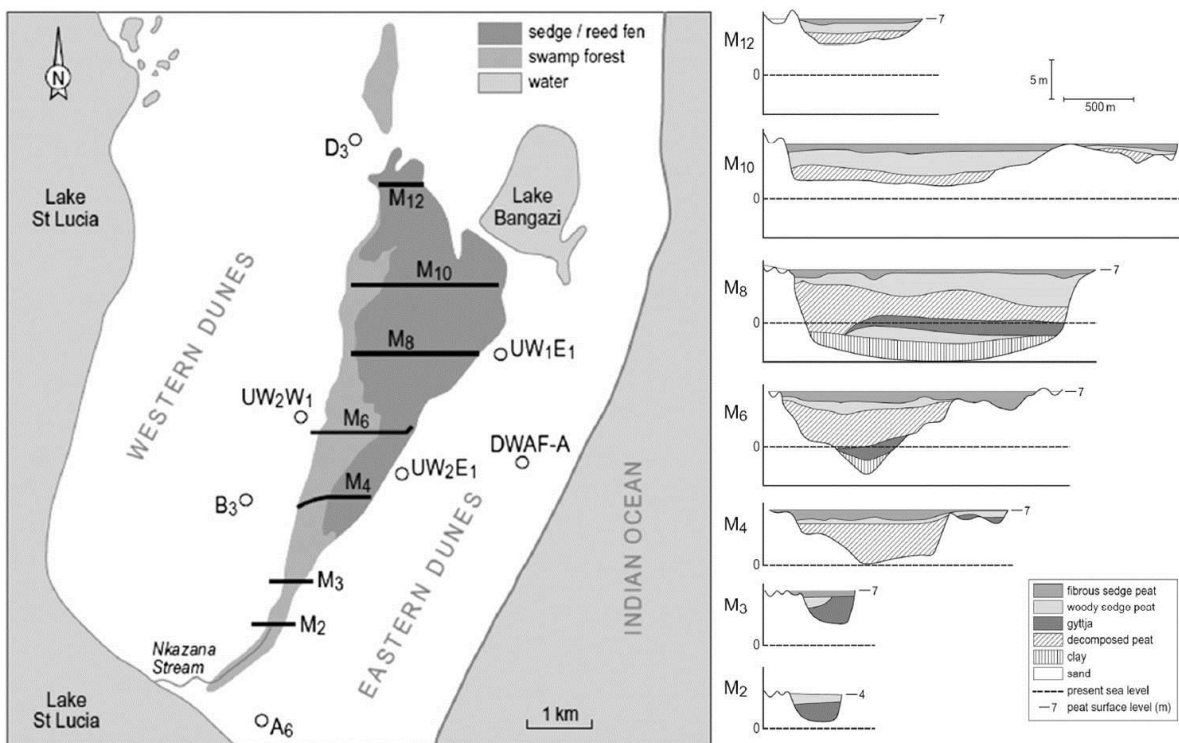 sedge / reed fen
swamp forest
water
N
D3
M12
Lake
St Lucia
Lake
Bangazi
M10
WESTERN DUNES
M8
UW1E1
UW2W1
M6
DWAF-A
UW2E1
B3
M4
INDIAN OCEAN
EASTERN DUNES
M3
M2
Nkazana
Stream
Lake
St Lucia
A6
1 km
M12
7
0
5 m
500 m
M10
0
M8
7
0
M6
7
0
M4
7
0
M3
7
0
M2
4
0
fibrous sedge peat
woody sedge peat
gyttja
decomposed peat
clay
sand
present sea level
—7 peat surface level (m)